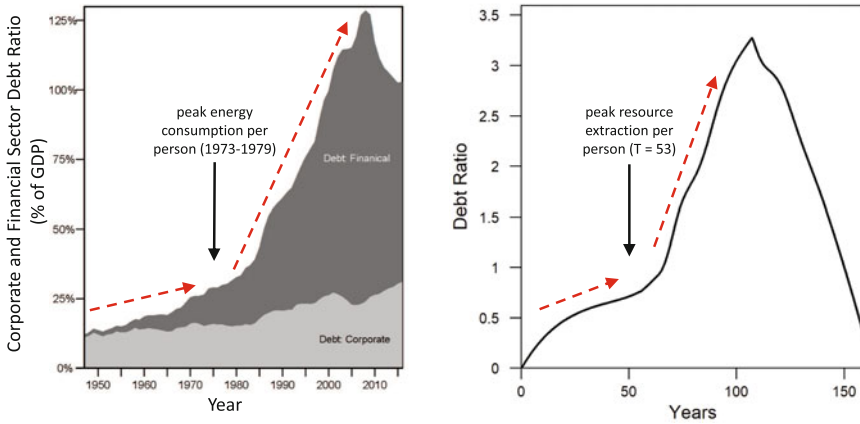 Corporate and Financial Sector Debt Ratio
(% of GDP)
125%
100%
75%
50%
25%
0%
peak energy
consumption per
person (1973-1979)
Debt: Finanical
Debt: Corporate
1950 1960 1970 1980 1990 2000 2010
Year
Debt Ratio
3.5
3
2.5
2
1.5
1
0.5
0
peak resource
extraction per
person (T = 53)
0 50 100 150
Years